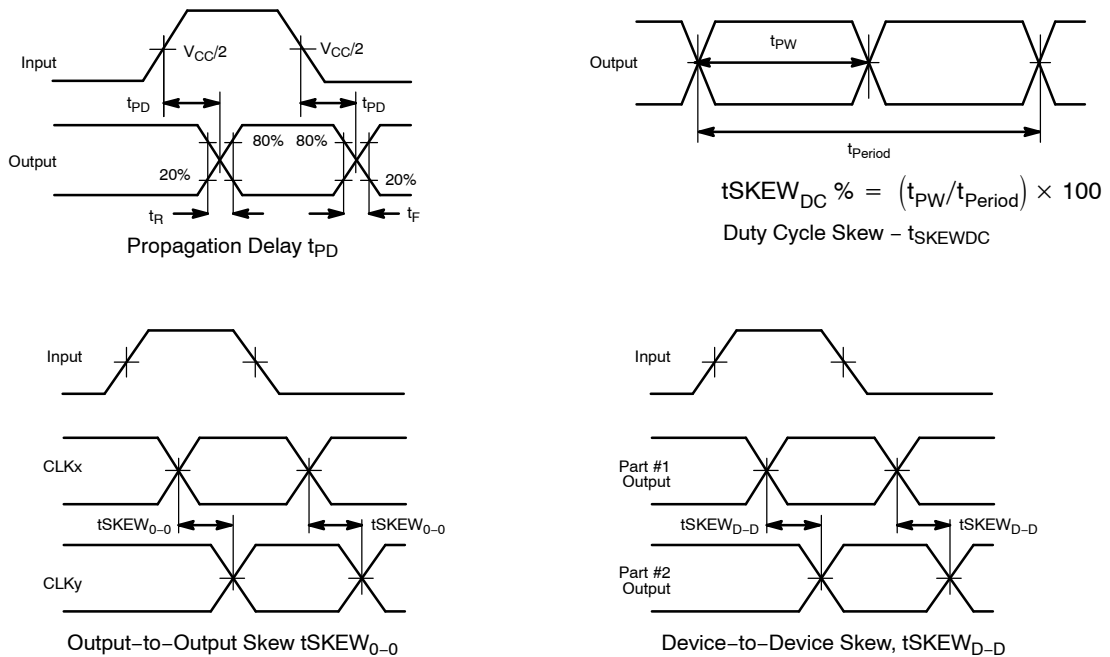 Input
V_CC/2
V_CC/2
t_PD
t_PD
Output
80%
80%
20%
20%
t_R
t_F
Propagation Delay t_PD
Output
t_PW
t_Period
tSKEW_DC % = (t_PW/t_Period) × 100
Duty Cycle Skew – t_SKEWDC
Input
CLKx
tSKEW_0–0
tSKEW_0–0
CLKy
Output–to–Output Skew tSKEW_0–0
Input
Part #1
Output
tSKEW_D–D
tSKEW_D–D
Part #2
Output
Device–to–Device Skew, tSKEW_D–D